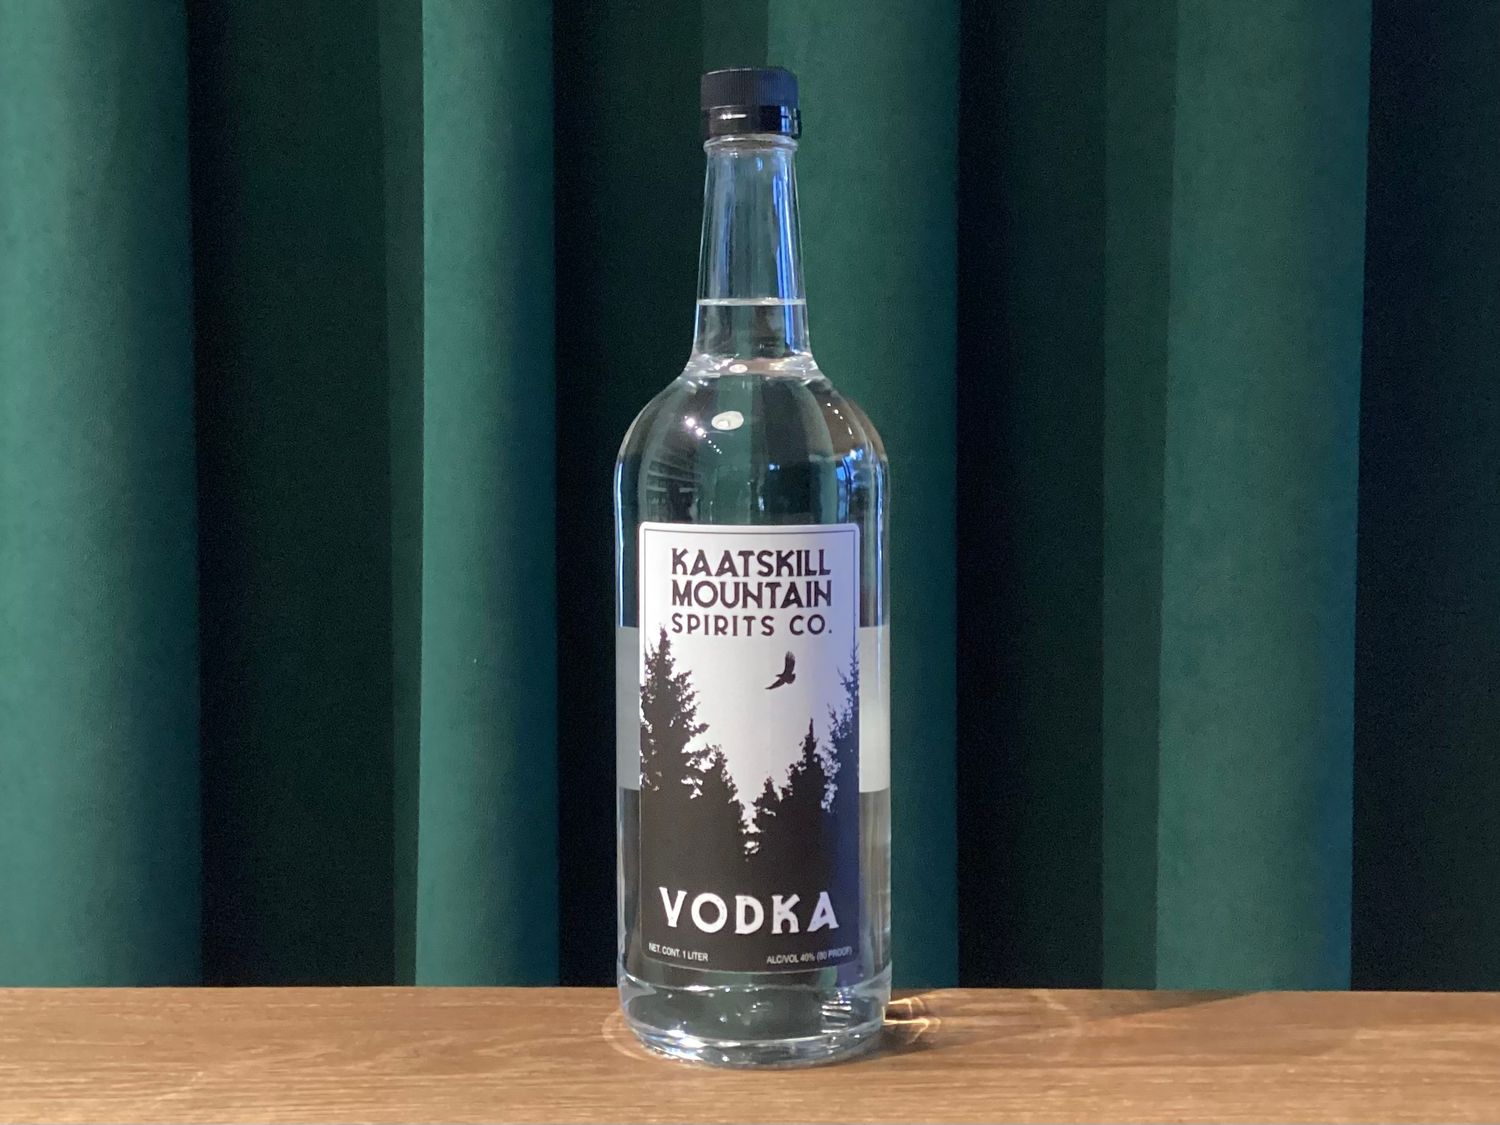 KAATSKILL
MOUNTAIN
SPIRITS CO.
VODKA
NET. CONT. 1 LITER
ALC/VOL 40% (80 PROOF)